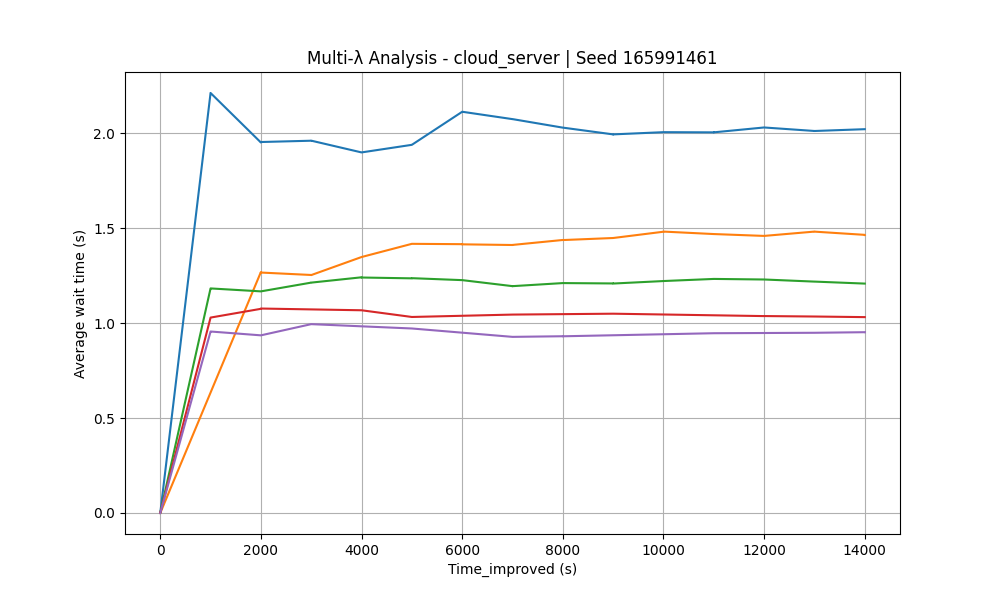 Multi-λ Analysis - cloud_server | Seed 165991461
Average wait time (s)
2.0
1.5
1.0
0.5
0.0
0 2000 4000 6000 8000 10000 12000 14000
Time_improved (s)